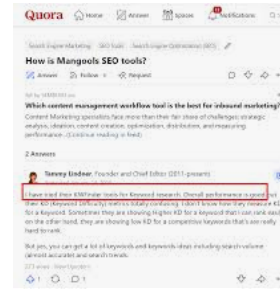 Quora Home Answer Spaces Notifications
Search Engine Marketing SEO Tools Search Engine Optimization (SEO)
How is Mangools SEO tools?
Answer Follow Request
Which content management workflow tool is the best for inbound marketing?
Content Marketing specialists face more than their fair share of challenges: strategic
analysis, ideation, content creation, optimization, distribution, and measuring
performance. (Continue reading in feed)
2 Answers
Tammy Lindner, Founder and Chief Editor (2011-present)
I have tried their KWFinder tools for Keyword research. Overall performance is good but
their KD (Keyword Difficulty) metrics totally confusing. I don't know how they measure KD
for a keyword. Sometimes they are showing Higher KD for a keyword that I can rank easily
on the other hand, they are showing low KD for a competitive keywords that's are really
hard to rank.
But yes, you can get a lot of keywords and keywords ideas including search volume
(almost accurate) and search trends.